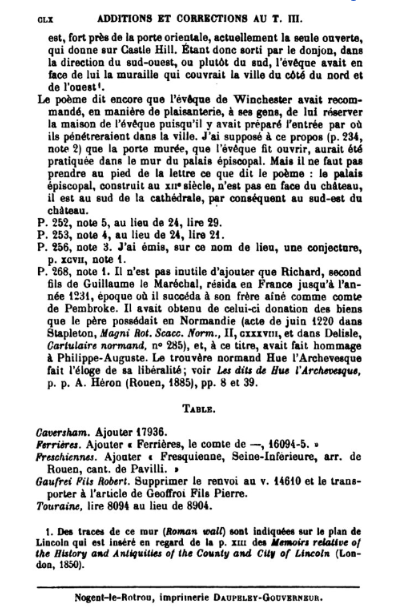 CLX ADDITIONS ET CORRECTIONS AU T. III.
est, fort près de la porte orientale, actuellement la seule ouverte,
qui donne sur Castle Hill. Étant donc sorti par le donjon, dans
la direction du sud-ouest, ou plutôt du sud, l'évêque avait en
face de lui la muraille qui couvrait la ville du côté du nord et
de l'ouest¹.
Le poème dit encore que l'évêque de Winchester avait recom-
mandé, en manière de plaisanterie, à ses gens, de lui réserver
la maison de l'évêque puisqu'il y avait préparé l'entrée par où
ils pénétreraient dans la ville. J'ai supposé à ce propos (p. 234,
note 2) que la porte murée, que l'évêque fit ouvrir, aurait été
pratiquée dans le mur du palais épiscopal. Mais il ne faut pas
prendre au pied de la lettre ce que dit le poème : le palais
épiscopal, construit au XIIᵉ siècle, n'est pas en face du château,
il est au sud de la cathédrale, par conséquent au sud-est du
château.
P. 252, note 5, au lieu de 24, lire 29.
P. 253, note 4, au lieu de 24, lire 21.
P. 256, note 3. J'ai émis, sur ce nom de lieu, une conjecture,
p. XCVII, note 1.
P. 268, note 1. Il n'est pas inutile d'ajouter que Richard, second
fils de Guillaume le Maréchal, résida en France jusqu'à l'an-
née 1231, époque où il succéda à son frère aîné comme comte
de Pembroke. Il avait obtenu de celui-ci donation des biens
que le père possédait en Normandie (acte de juin 1220 dans
Stapleton, Magni Rot. Scacc. Norm., II, CXXXVIII, et dans Delisle,
Cartulaire normand, nº 285), et, à ce titre, avait fait hommage
à Philippe-Auguste. Le trouvère normand Hue l'Archevesque
fait l'éloge de sa libéralité; voir Les dits de Hue l'Archevesque,
p. p. A. Héron (Rouen, 1885), pp. 8 et 39.
TABLE.
Caversham. Ajouter 17936.
Ferrières. Ajouter « Ferrières, le comte de —, 16094-5. »
Freschiennes. Ajouter « Fresquienne, Seine-Inférieure, arr. de
Rouen, cant. de Pavilli. »
Gaufrei Fils Robert. Supprimer le renvoi au v. 14610 et le trans-
porter à l'article de Geoffroi Fils Pierre.
Touraine, lire 8094 au lieu de 8904.
1. Des traces de ce mur (Roman wall) sont indiquées sur le plan de
Lincoln qui est inséré en regard de la p. XIII des Memoirs relative of
the History and Antiquities of the County and City of Lincoln (Lon-
don, 1850).
Nogent-le-Rotrou, imprimerie DAUPELEY-GOUVERNEUR.